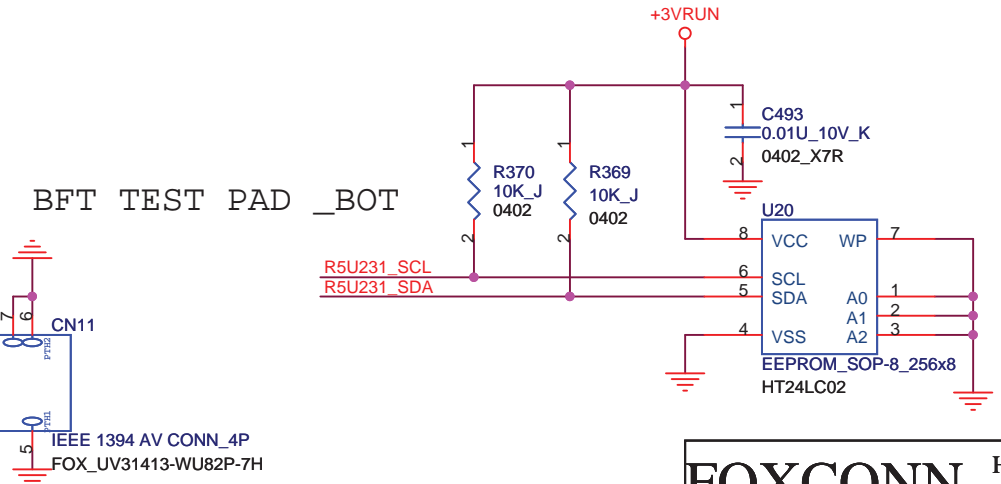 +3VRUN
1
C493
0.01U_10V_K
0402_X7R
2
1
R370
10K_J
0402
2
1
R369
10K_J
0402
2
BFT TEST PAD _BOT
U20
8 VCC WP 7
R5U231_SCL 6 SCL
R5U231_SDA 5 SDA A0 1
A1 2
4 VSS A2 3
EEPROM_SOP-8_256x8
HT24LC02
7 6 CN11
PTH2
PTH1
5
IEEE 1394 AV CONN_4P
FOX_UV31413-WU82P-7H
FOXCONN H